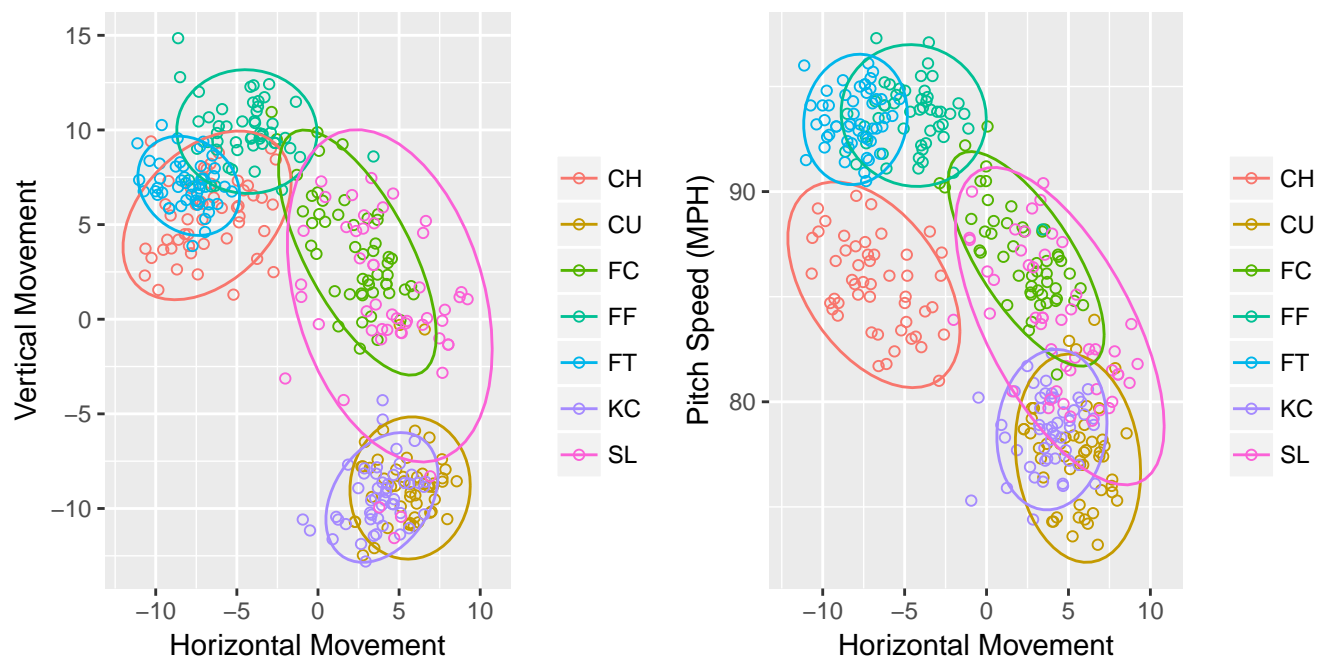 Vertical Movement
15
10
5
0
−5
−10
−10
−5
0
5
10
Horizontal Movement
CH
CU
FC
FF
FT
KC
SL
Pitch Speed (MPH)
90
80
−10
−5
0
5
10
Horizontal Movement
CH
CU
FC
FF
FT
KC
SL